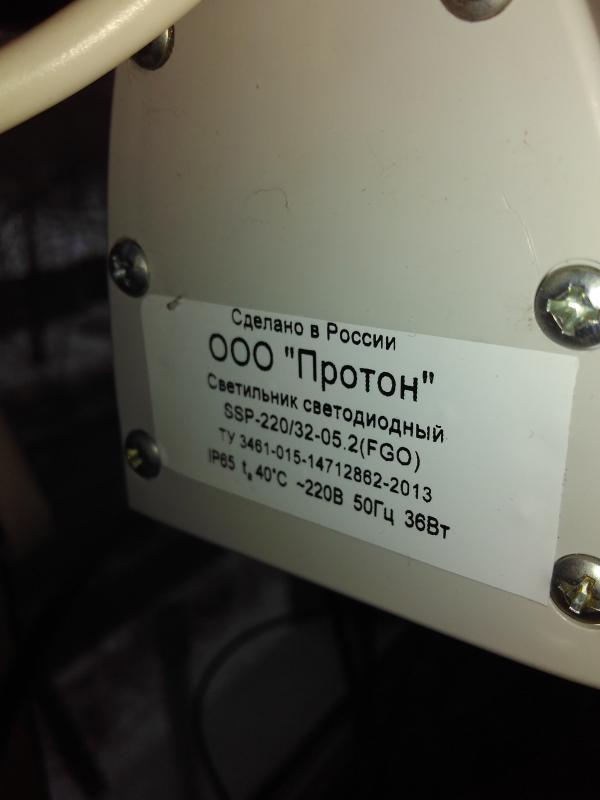 Сделано в России
ООО "Протон"
Светильник светодиодный
SSP-220/32-05.2(FGO)
ТУ 3461-015-14712862-2013
IP65 tₐ 40°C ~220В 50Гц 36Вт